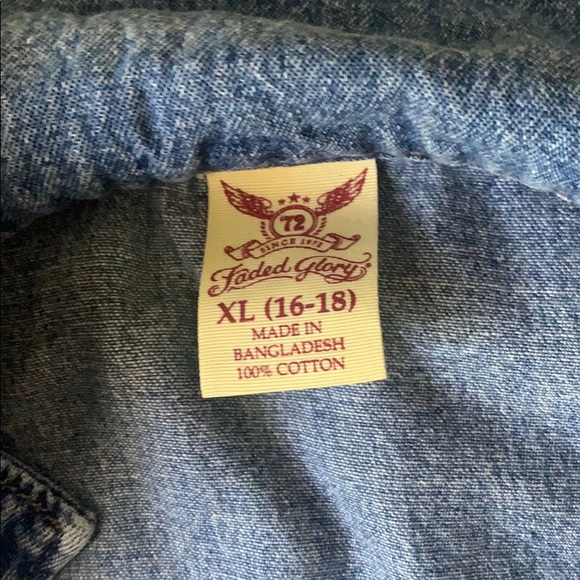 '72
SINCE 1972
Faded Glory
XL (16-18)
MADE IN
BANGLADESH
100% COTTON